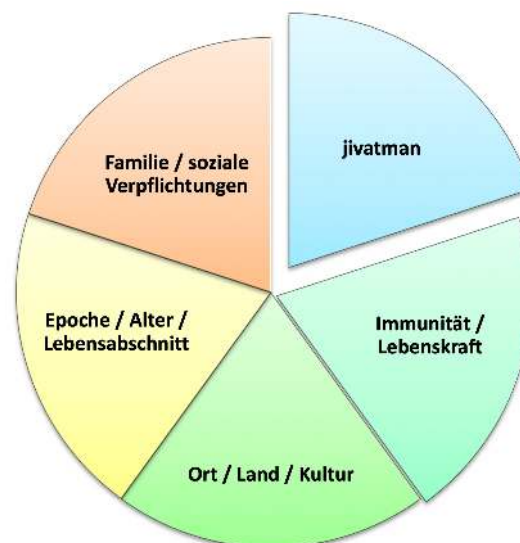 jivatman
Familie / soziale
Verpflichtungen
Epoche / Alter /
Lebensabschnitt
Immunität /
Lebenskraft
Ort / Land / Kultur